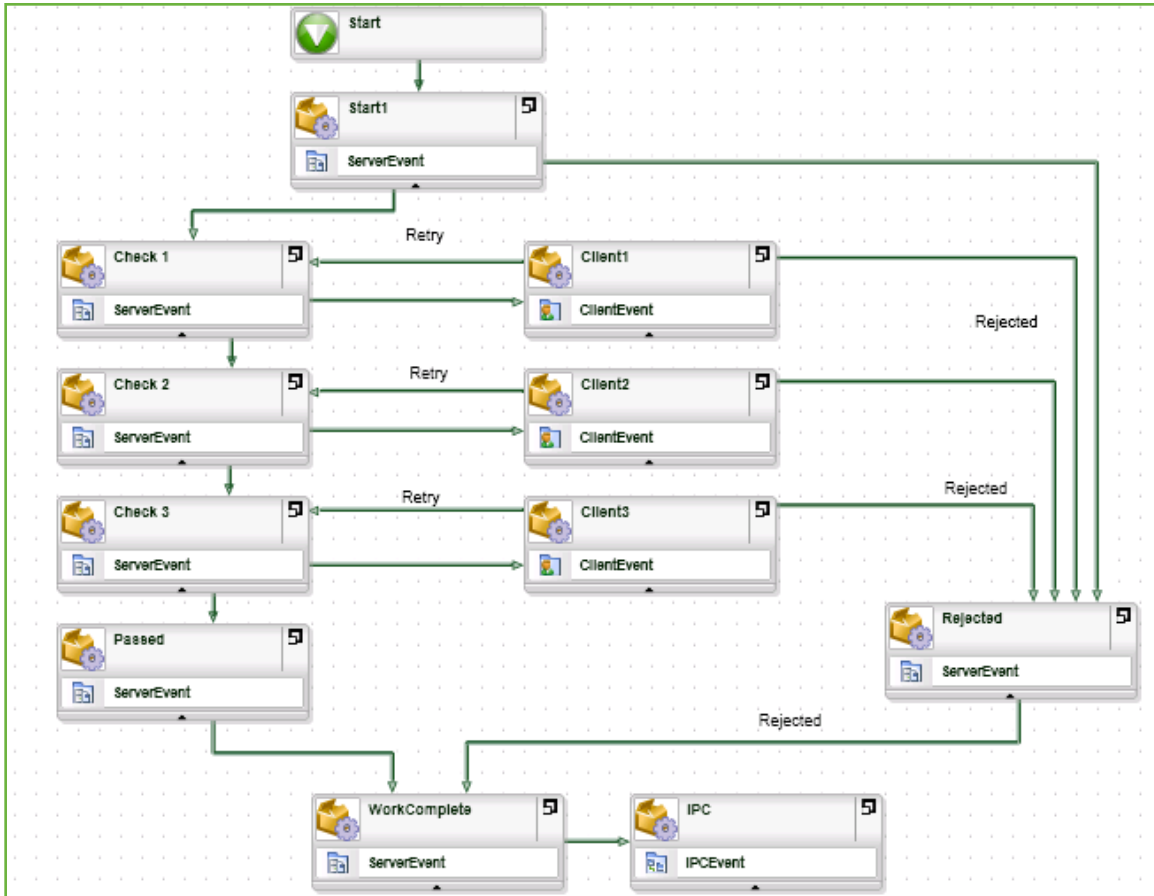 Start
Start1
ServerEvent
Retry
Check 1
Client1
ServerEvent
ClientEvent
Rejected
Retry
Check 2
Client2
ServerEvent
ClientEvent
Retry
Rejected
Check 3
Client3
ServerEvent
ClientEvent
Passed
Rejected
ServerEvent
ServerEvent
Rejected
WorkComplete
IPC
ServerEvent
IPCEvent